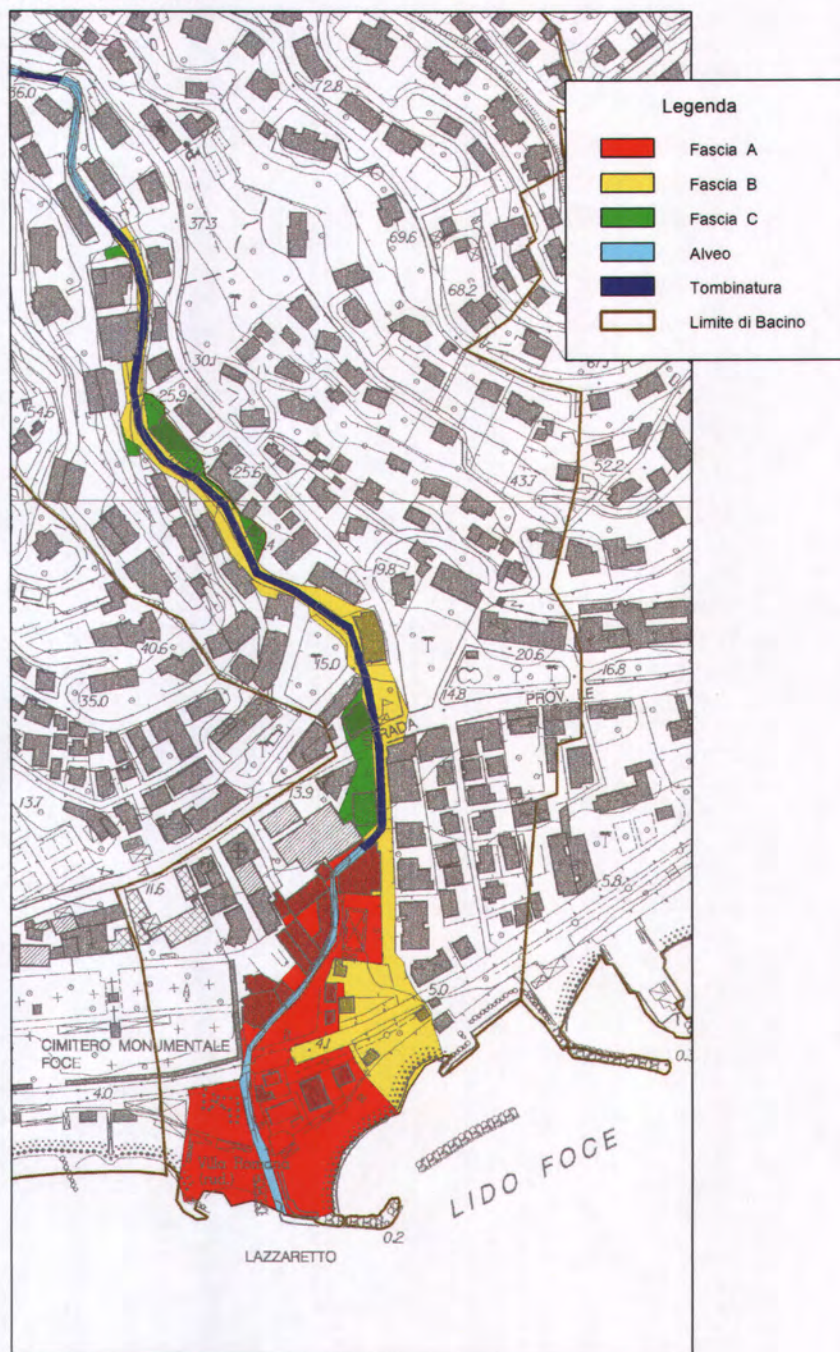 Legenda
Fascia A
Fascia B
Fascia C
Alveo
Tombinatura
Limite di Bacino
72.8
37.3
69.6
68.2
30.1
25.9
54.6
25.6
43.7
52.2
19.8
40.6
15.0
20.6
16.8
35.0
14.8
PROV.LE
13.9
13.7
11.6
5.8
5.0
CIMITERO MONUMENTALE
FOCE
4.1
4.0
0.3
LIDO FOCE
0.2
LAZZARETTO